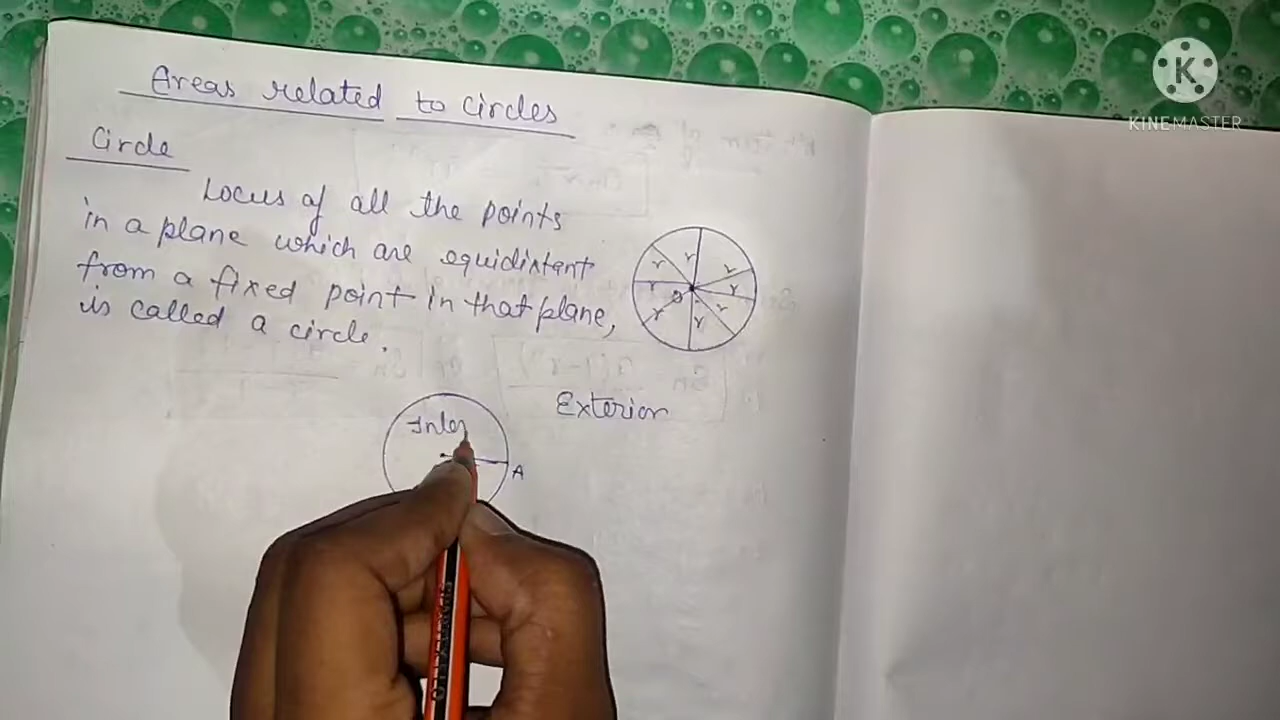 Areas related to circles
Circle
Locus of all the points
in a plane which are equidistant
from a fixed point in that plane,
is called a circle.
r r r r r r r r
O
Exterior
Inter
A
K
KINEMASTER